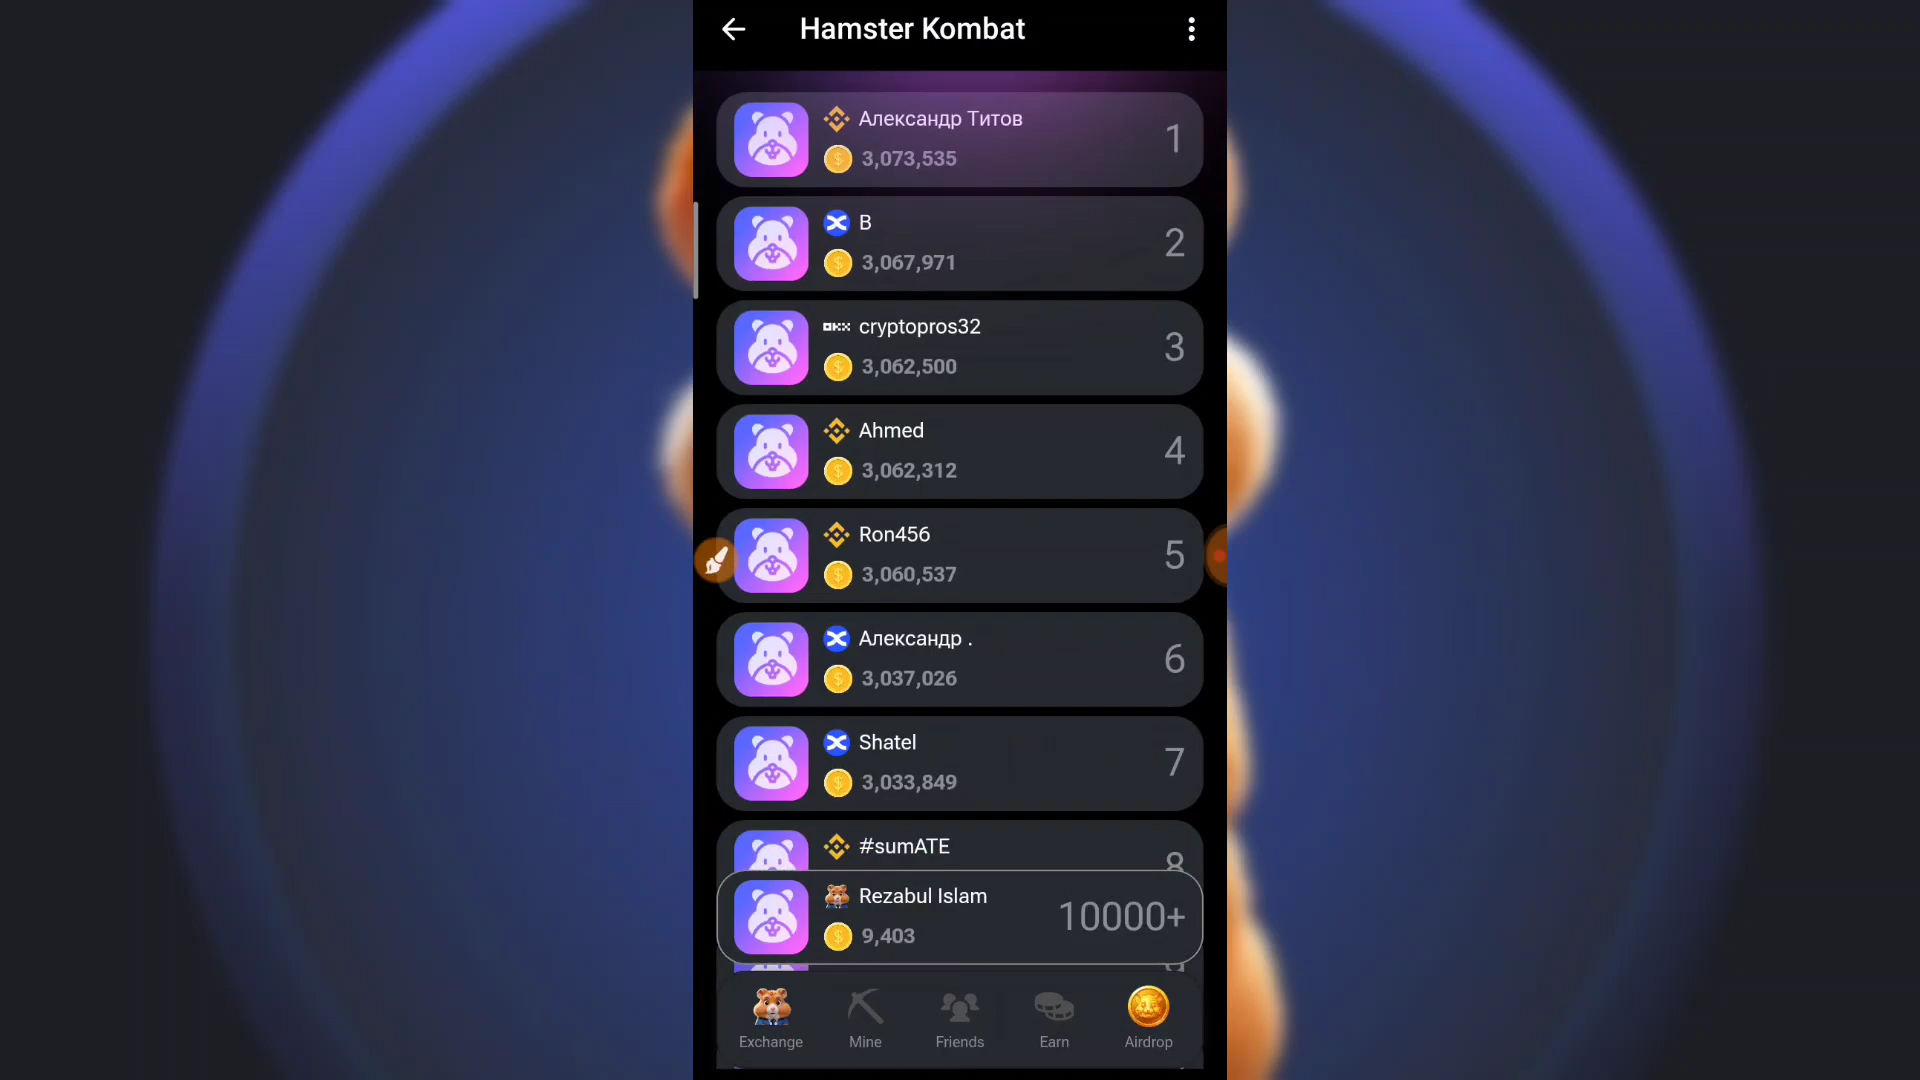 Hamster Kombat
Александр Титов
1
3,073,535
B
2
3,067,971
OKX cryptopros32
3
3,062,500
Ahmed
4
3,062,312
Ron456
5
3,060,537
Александр .
6
3,037,026
Shatel
7
3,033,849
#sumATE
8
Rezabul Islam
10000+
9,403
Exchange
Mine
Friends
Earn
Airdrop